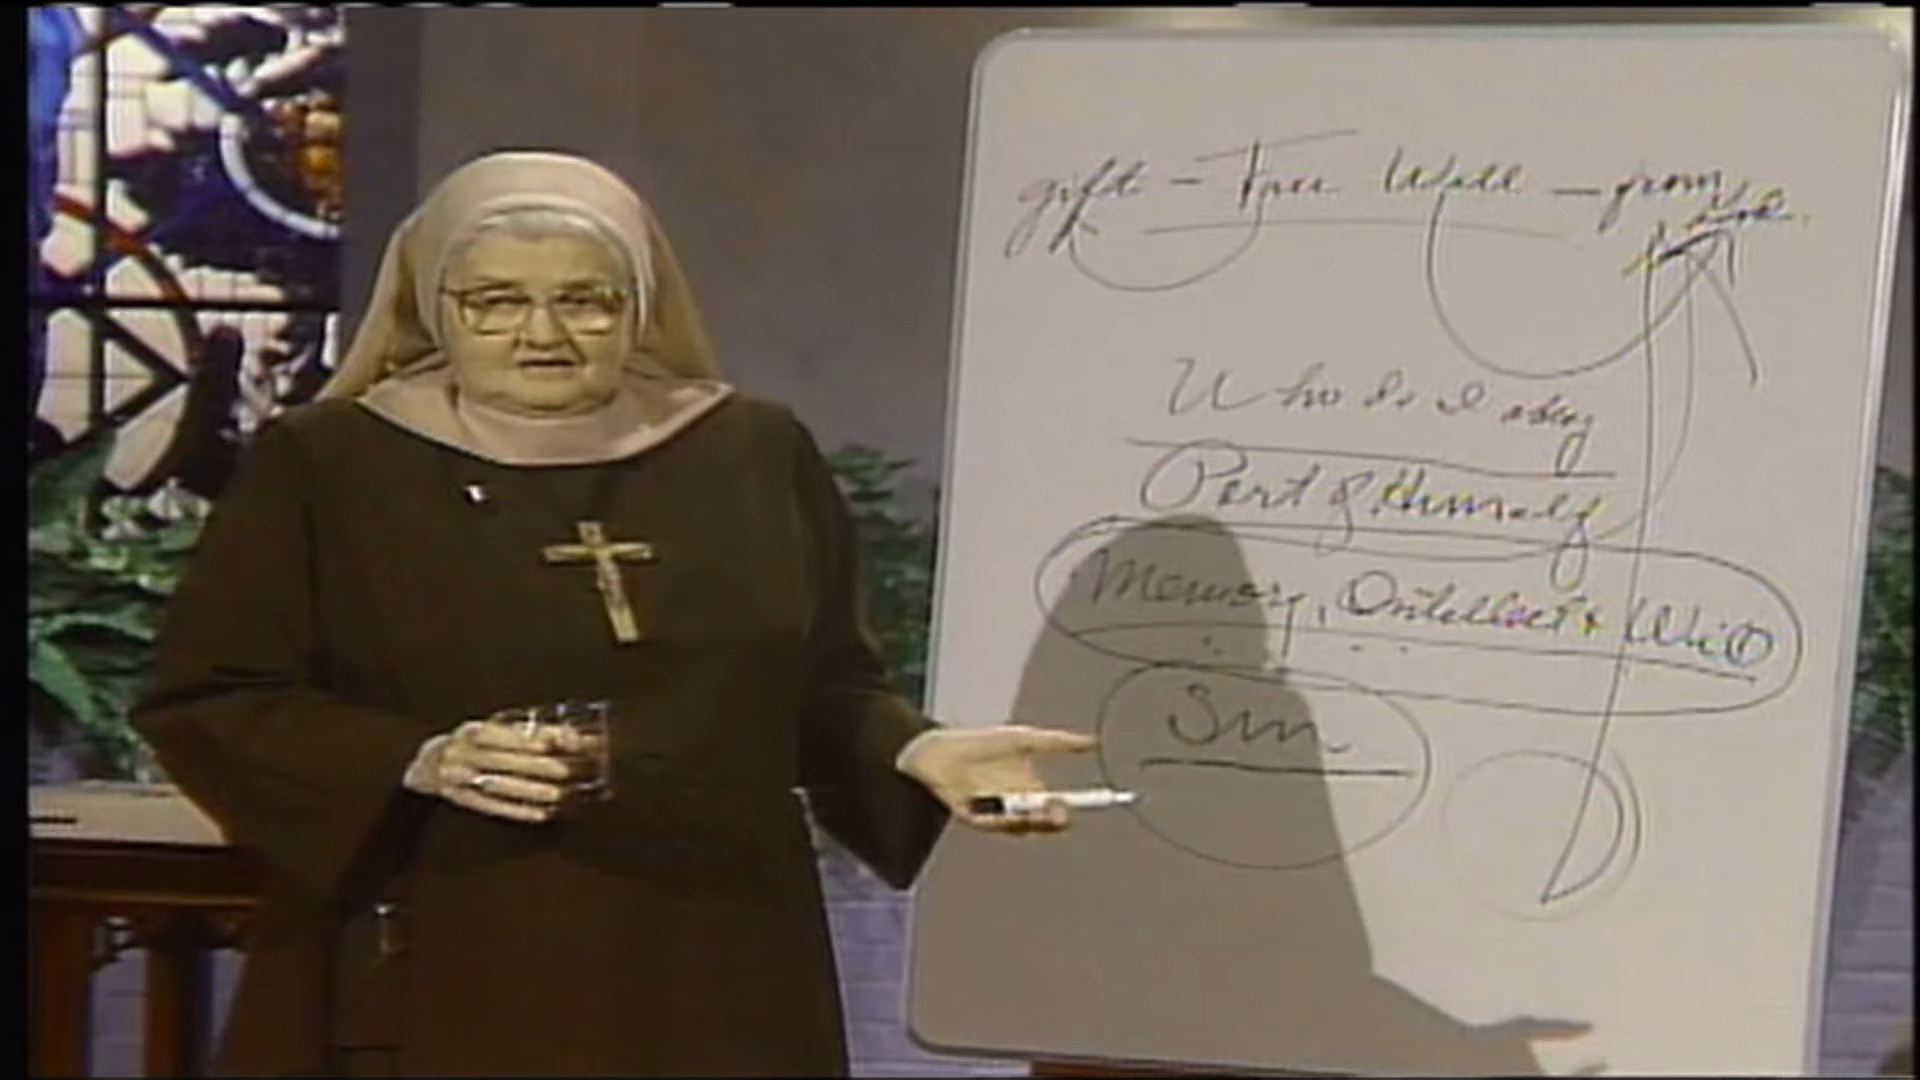 gift - Free Will - from
God.
Who do I obey
Part of Himself
Memory, Intellect & Will
Sin